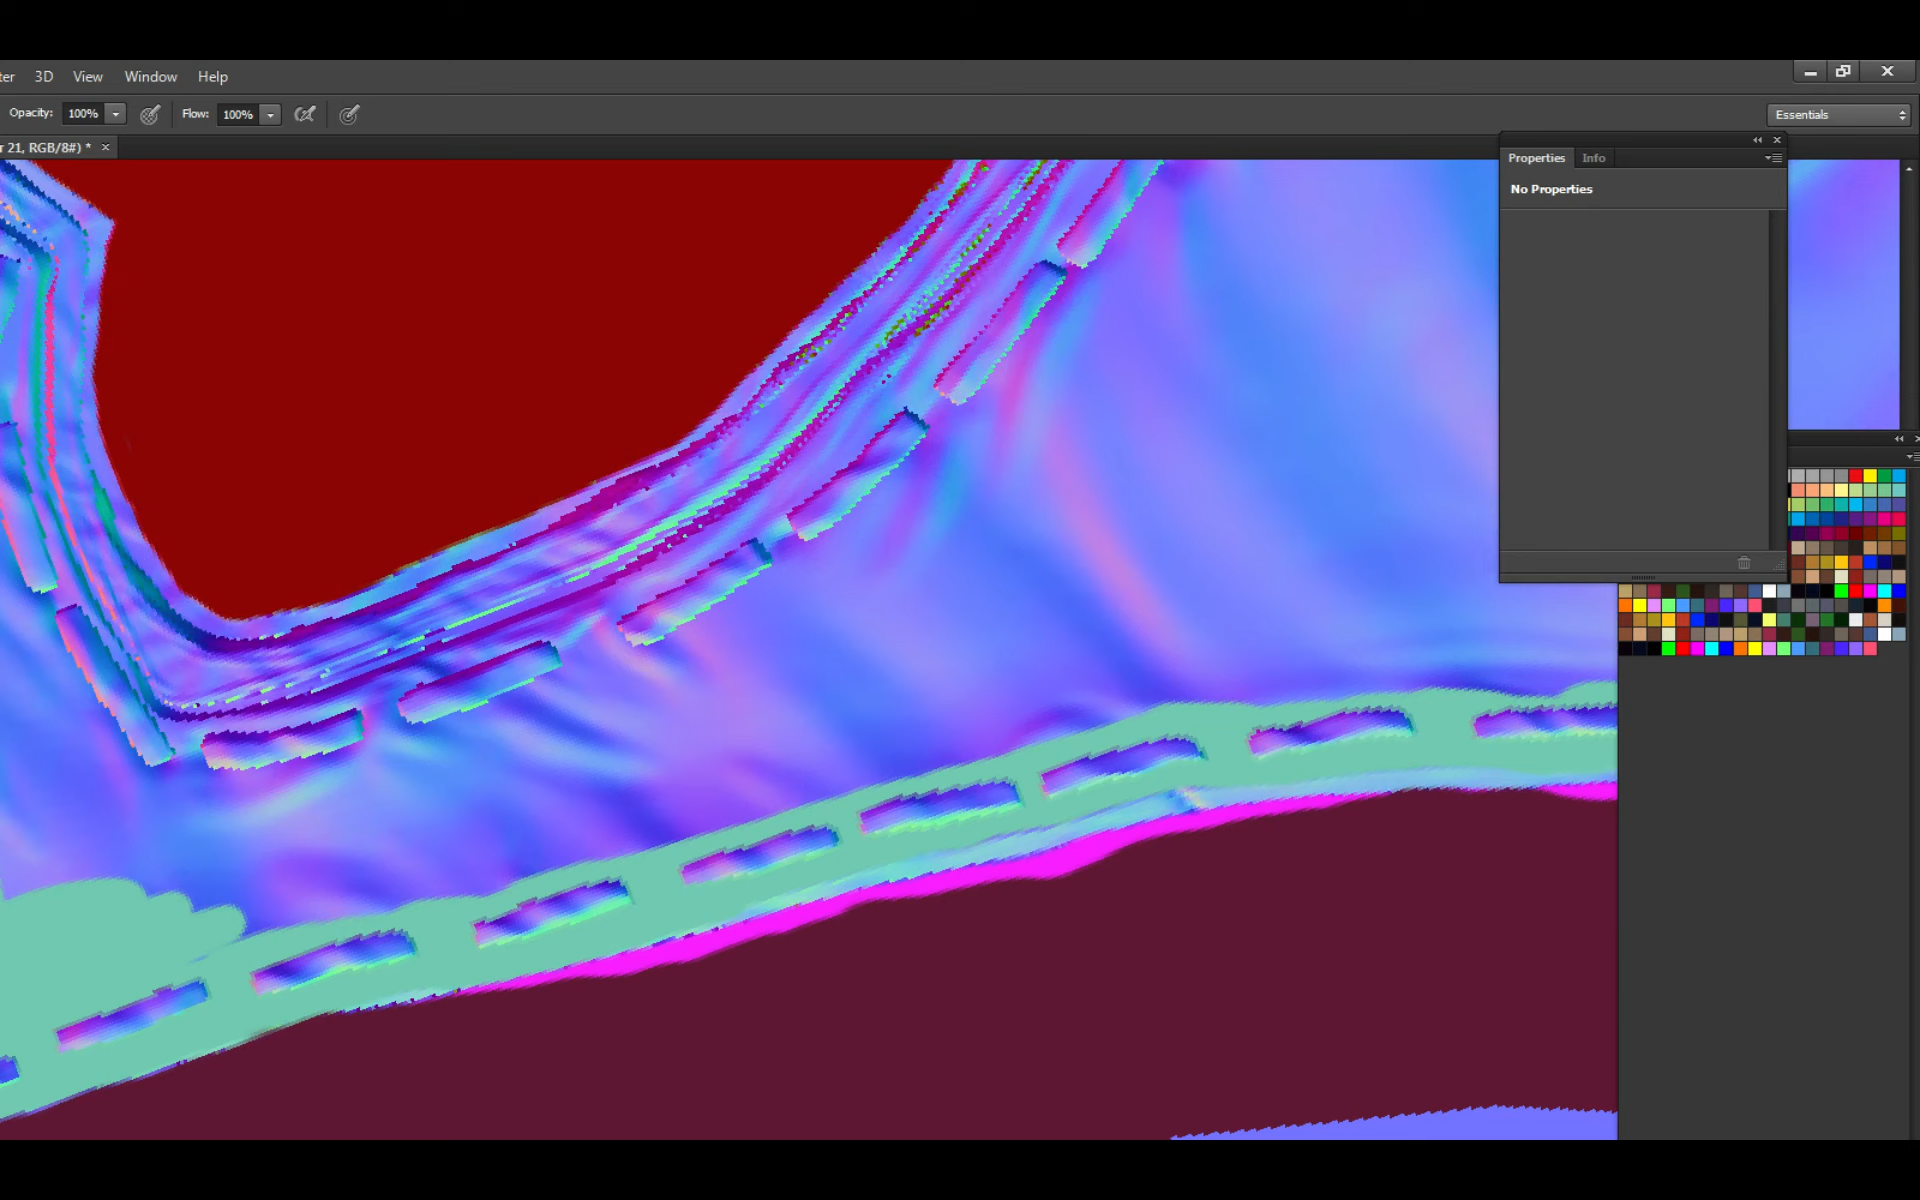 ter 3D View Window Help
Opacity: 100% Flow: 100% Essentials
r 21, RGB/8#) * ×
Properties Info
No Properties